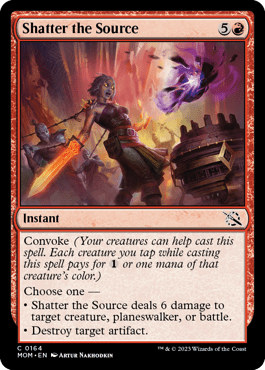 Shatter the Source 5
Instant
Convoke (Your creatures can help cast this
spell. Each creature you tap while casting
this spell pays for 1 or one mana of that
creature's color.)
Choose one —
• Shatter the Source deals 6 damage to
target creature, planeswalker, or battle.
• Destroy target artifact.
C 0164
MOM • EN Artur Nakhodkin
™ & © 2023 Wizards of the Coast